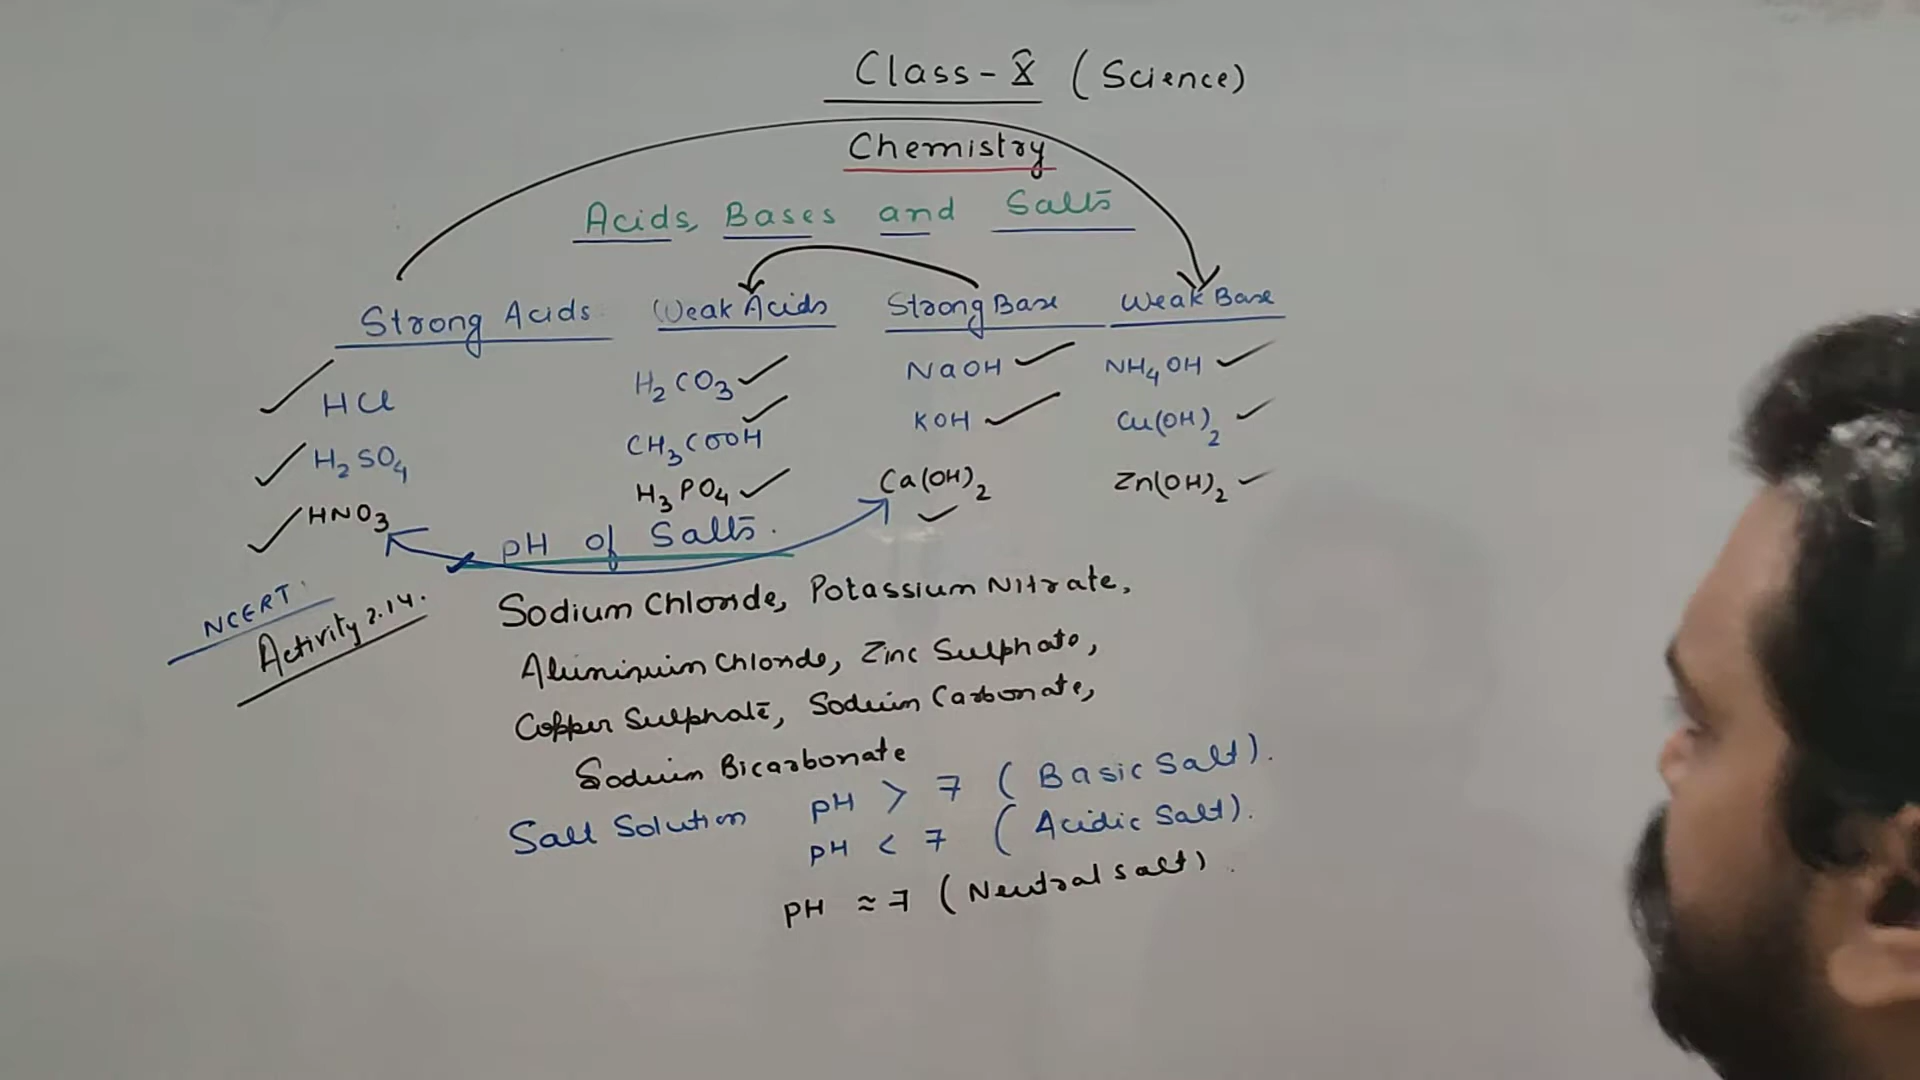 Class - X (Science)
Chemistry
Acids, Bases and Salts
Strong Acids Weak Acids Strong Base Weak Base
HCl H₂CO₃ NaOH NH₄OH
H₂SO₄ CH₃COOH KOH Cu(OH)₂
HNO₃ H₃PO₄ Ca(OH)₂ Zn(OH)₂
pH of Salts.
NCERT
Activity 2.14.
Sodium Chloride, Potassium Nitrate,
Aluminium Chloride, Zinc Sulphate,
Copper Sulphate, Sodium Carbonate,
Sodium Bicarbonate
Salt Solution pH > 7 (Basic Salt).
pH < 7 (Acidic Salt).
pH ≈ 7 (Neutral salt).